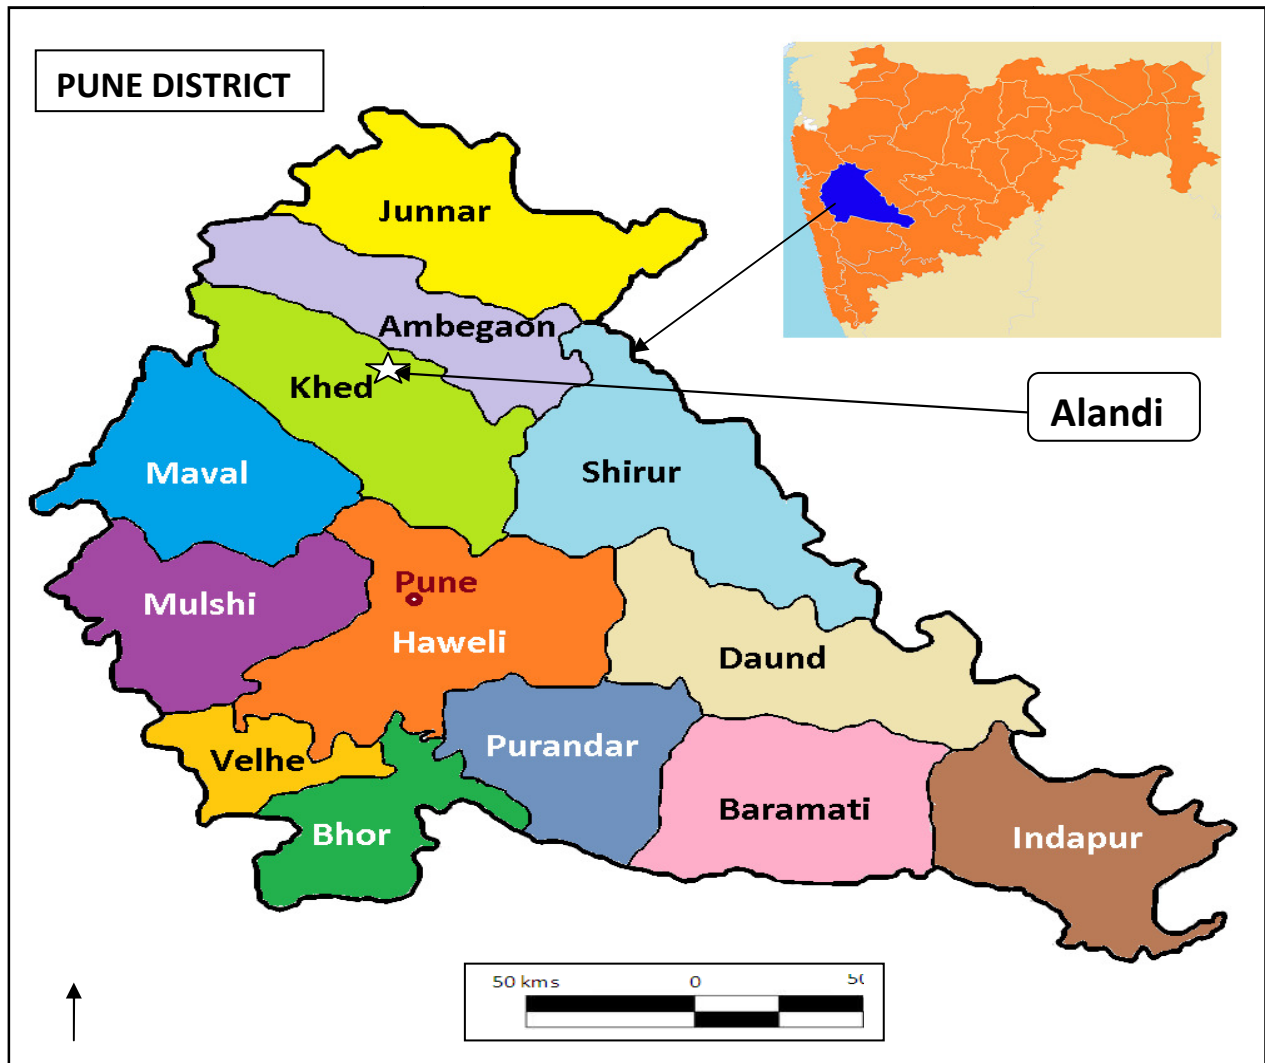 PUNE DISTRICT
Junnar
Ambegaon
Khed
Alandi
Maval
Shirur
Pune
Mulshi
Haweli
Daund
Purandar
Velhe
Baramati
Bhor
Indapur
50 kms 0 50